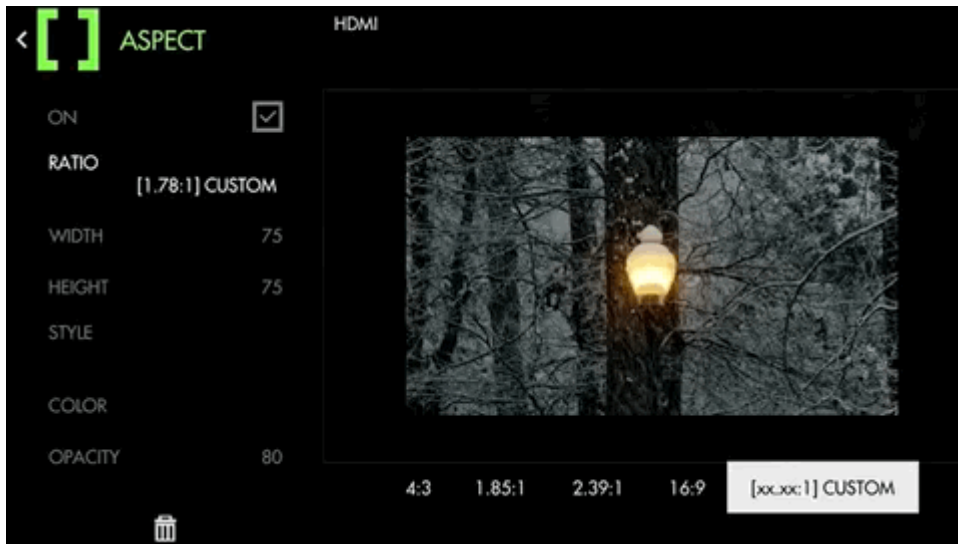 ASPECT
HDMI
ON
RATIO
[1.78:1] CUSTOM
WIDTH 75
HEIGHT 75
STYLE
COLOR
OPACITY 80
4:3 1.85:1 2.39:1 16:9 [xx.xx:1] CUSTOM